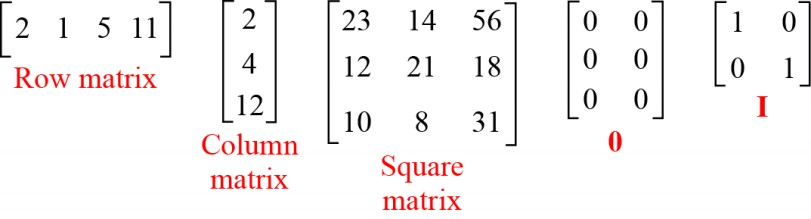 [2 1 5 11]
Row matrix
[2
4
12]
Column
matrix
[23 14 56
12 21 18
10 8 31]
Square
matrix
[0 0
0 0
0 0]
0
[1 0
0 1]
I